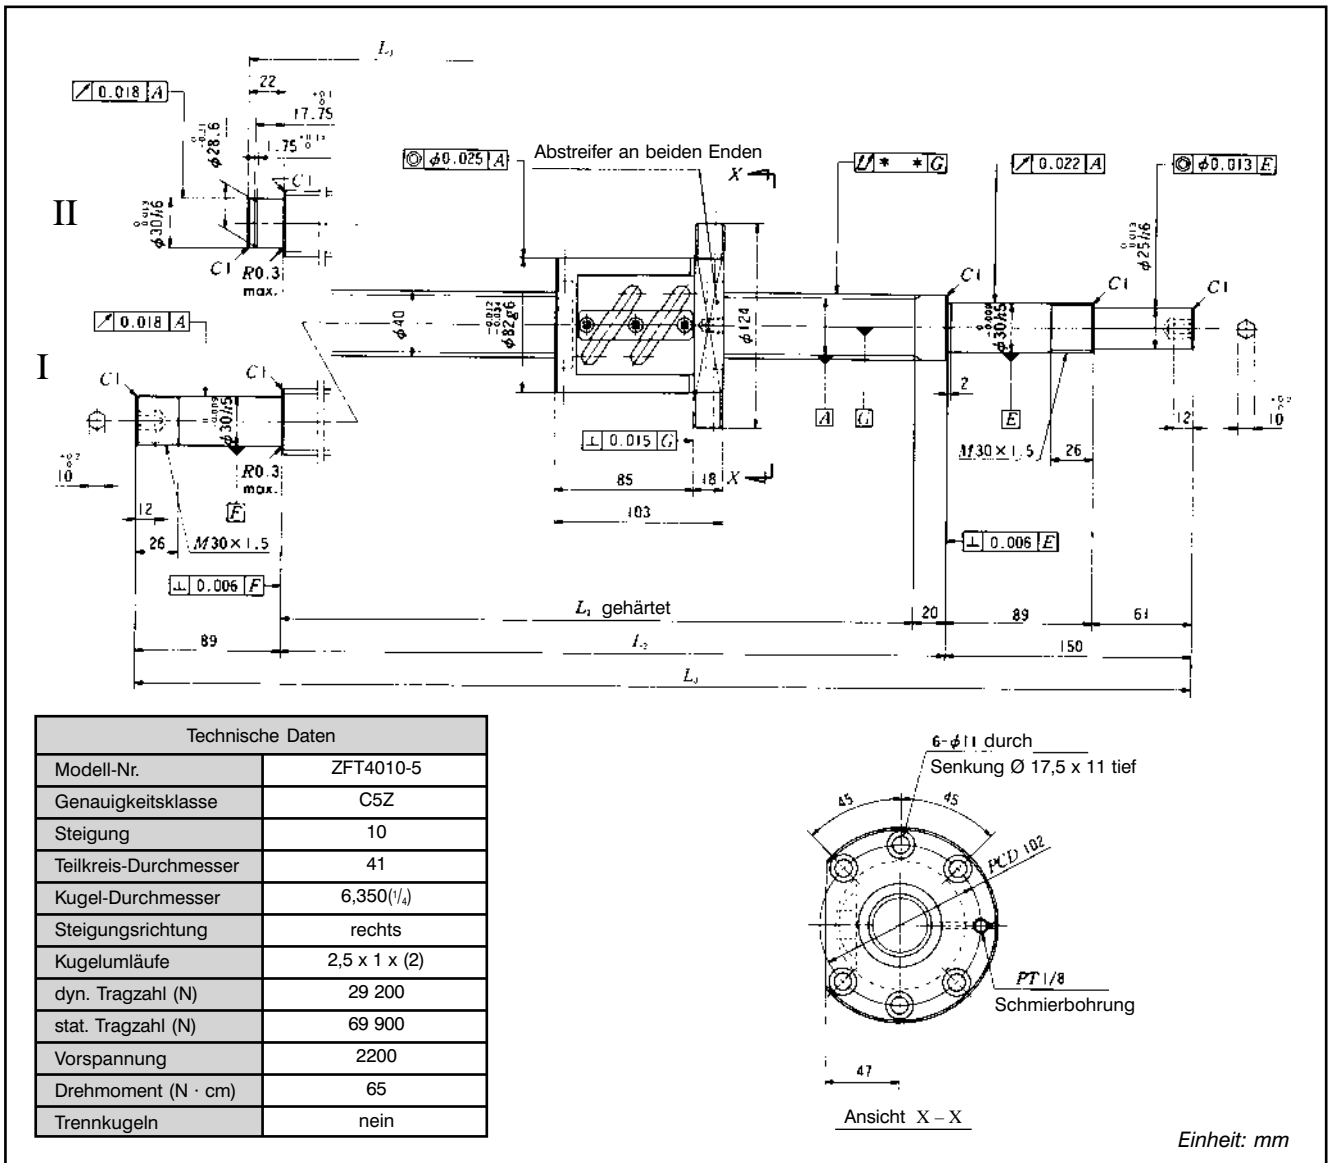 L₃
22
↗ 0.018 A
17.75 +0.1 0
φ28.6
.75
C1
II
φ30h6
C1
R0.3
max.
◎ φ0.025 A
Abstreifer an beiden Enden
X
* * G
↗ 0.022 A
◎ φ0.013 E
φ25h6
C1
C1
C1
φ40
φ82g6
φ124
φ30h5
2
↗ 0.018 A
I
C1
C1
φ30h5
R0.3
max.
10
12
26
M30×1.5
F
⊥ 0.006 F
⊥ 0.015 G
X
85
18
103
A
G
E
M30×1.5
26
12
10
⊥ 0.006 E
L₁ gehärtet
20
89
61
89
L₂
150
L₃
Technische Daten
Modell-Nr. ZFT4010-5
Genauigkeitsklasse C5Z
Steigung 10
Teilkreis-Durchmesser 41
Kugel-Durchmesser 6,350(1/4)
Steigungsrichtung rechts
Kugelumläufe 2,5 x 1 x (2)
dyn. Tragzahl (N) 29 200
stat. Tragzahl (N) 69 900
Vorspannung 2200
Drehmoment (N · cm) 65
Trennkugeln nein
6-φ11 durch
Senkung Ø 17,5 x 11 tief
45
45
PCD 102
PT 1/8
Schmierbohrung
47
Ansicht X – X
Einheit: mm